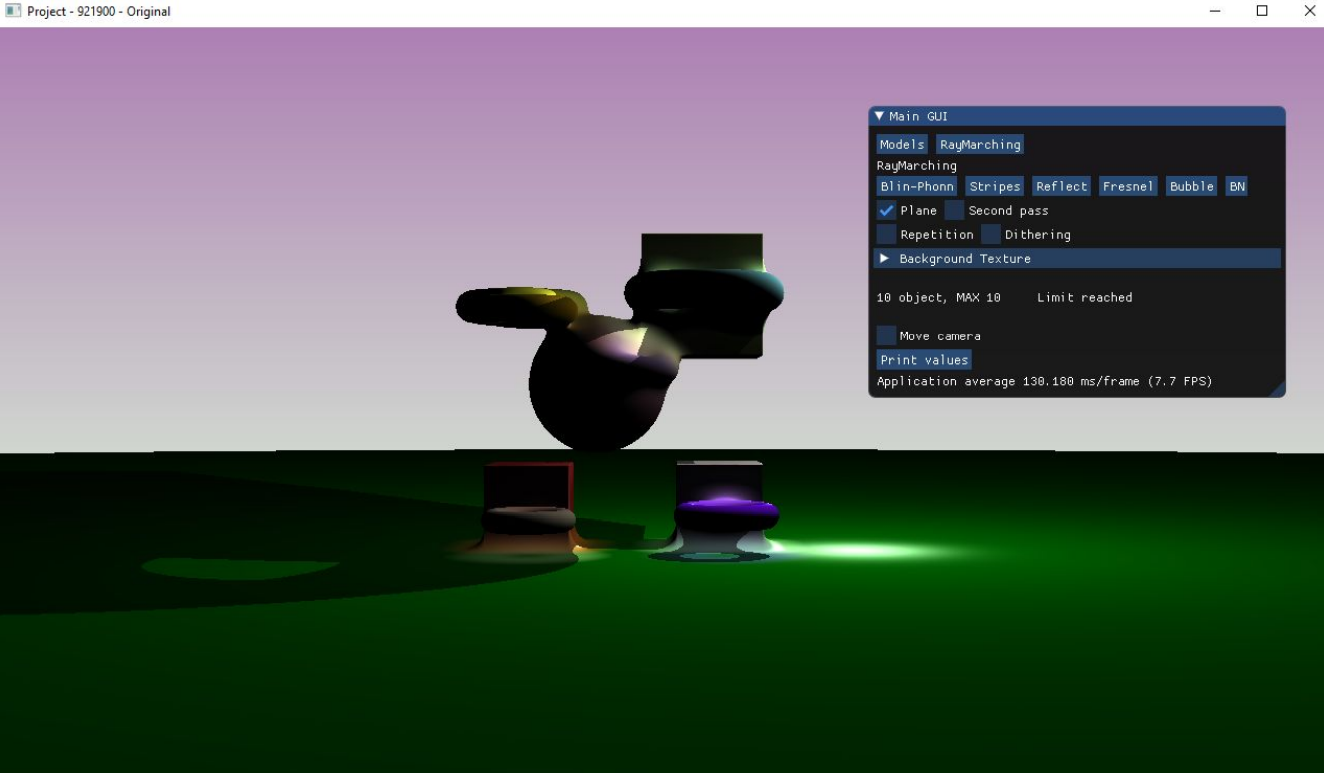 Project - 921900 - Original
Main GUI
Models RayMarching
RayMarching
Blin-Phonn Stripes Reflect Fresnel Bubble BN
Plane Second pass
Repetition Dithering
Background Texture
10 object, MAX 10 Limit reached
Move camera
Print values
Application average 130.180 ms/frame (7.7 FPS)